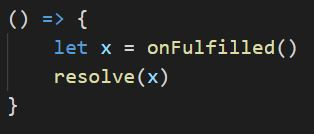 () => {
    let x = onFulfilled()
    resolve(x)
}